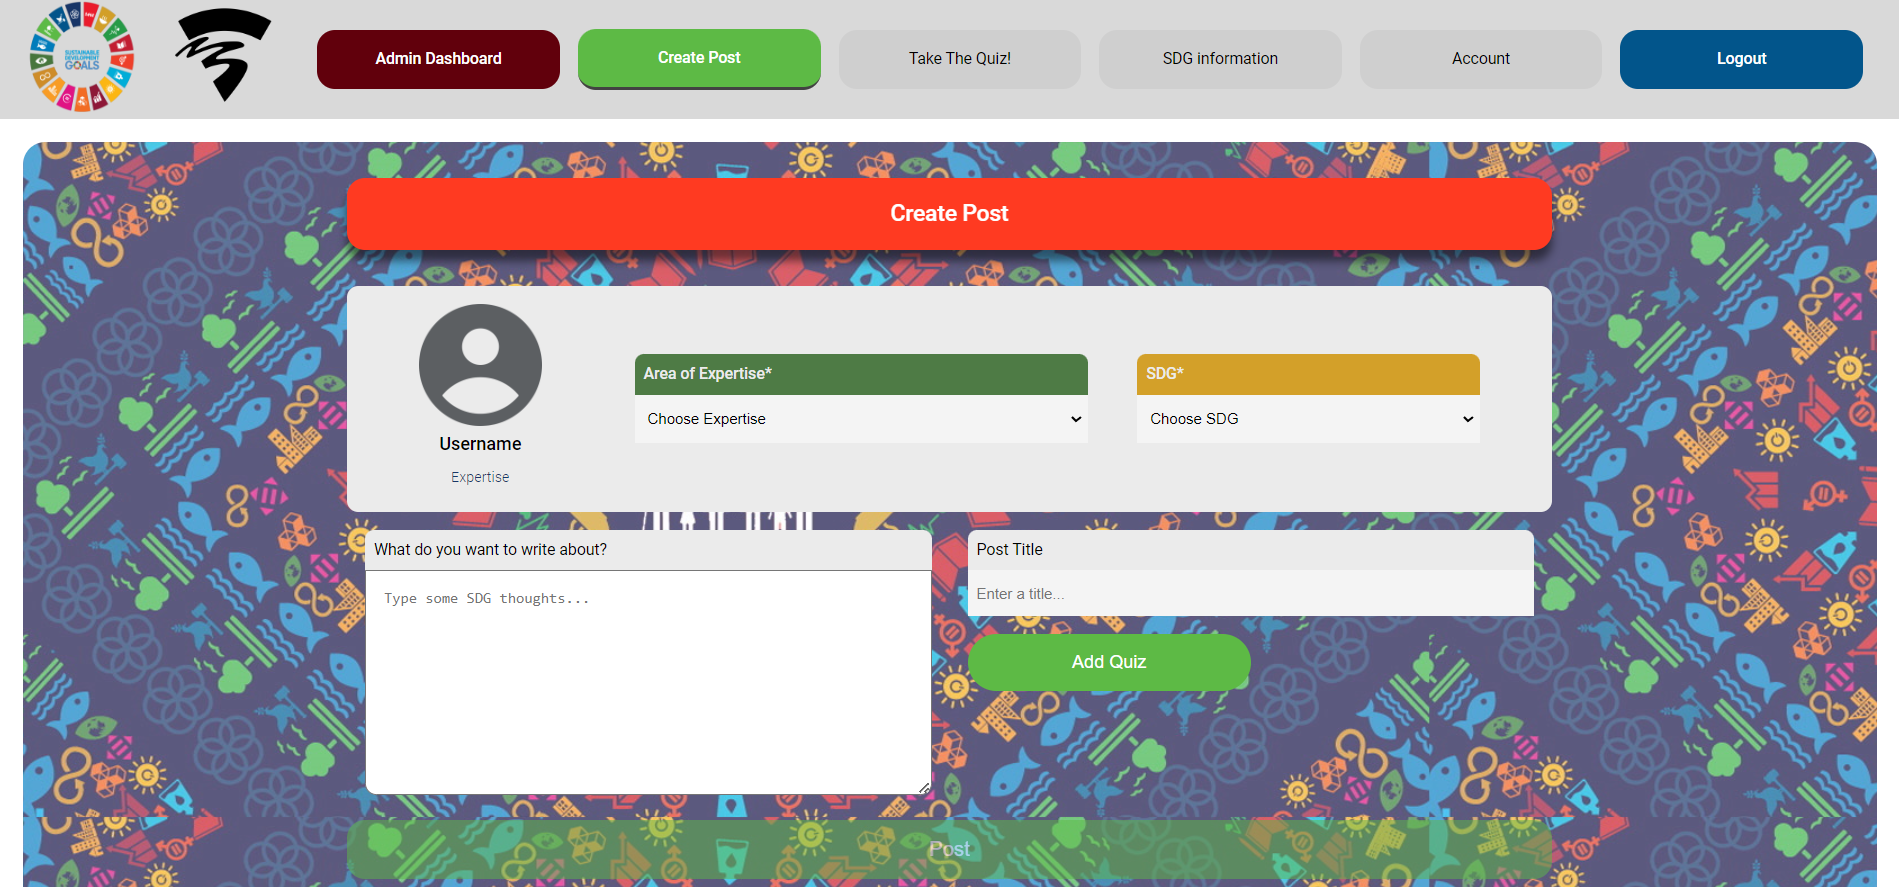 SUSTAINABLE
DEVELOPMENT
GOALS
Admin Dashboard
Create Post
Take The Quiz!
SDG information
Account
Logout
Create Post
Username
Expertise
Area of Expertise*
Choose Expertise
SDG*
Choose SDG
What do you want to write about?
Type some SDG thoughts...
Post Title
Enter a title...
Add Quiz
Post